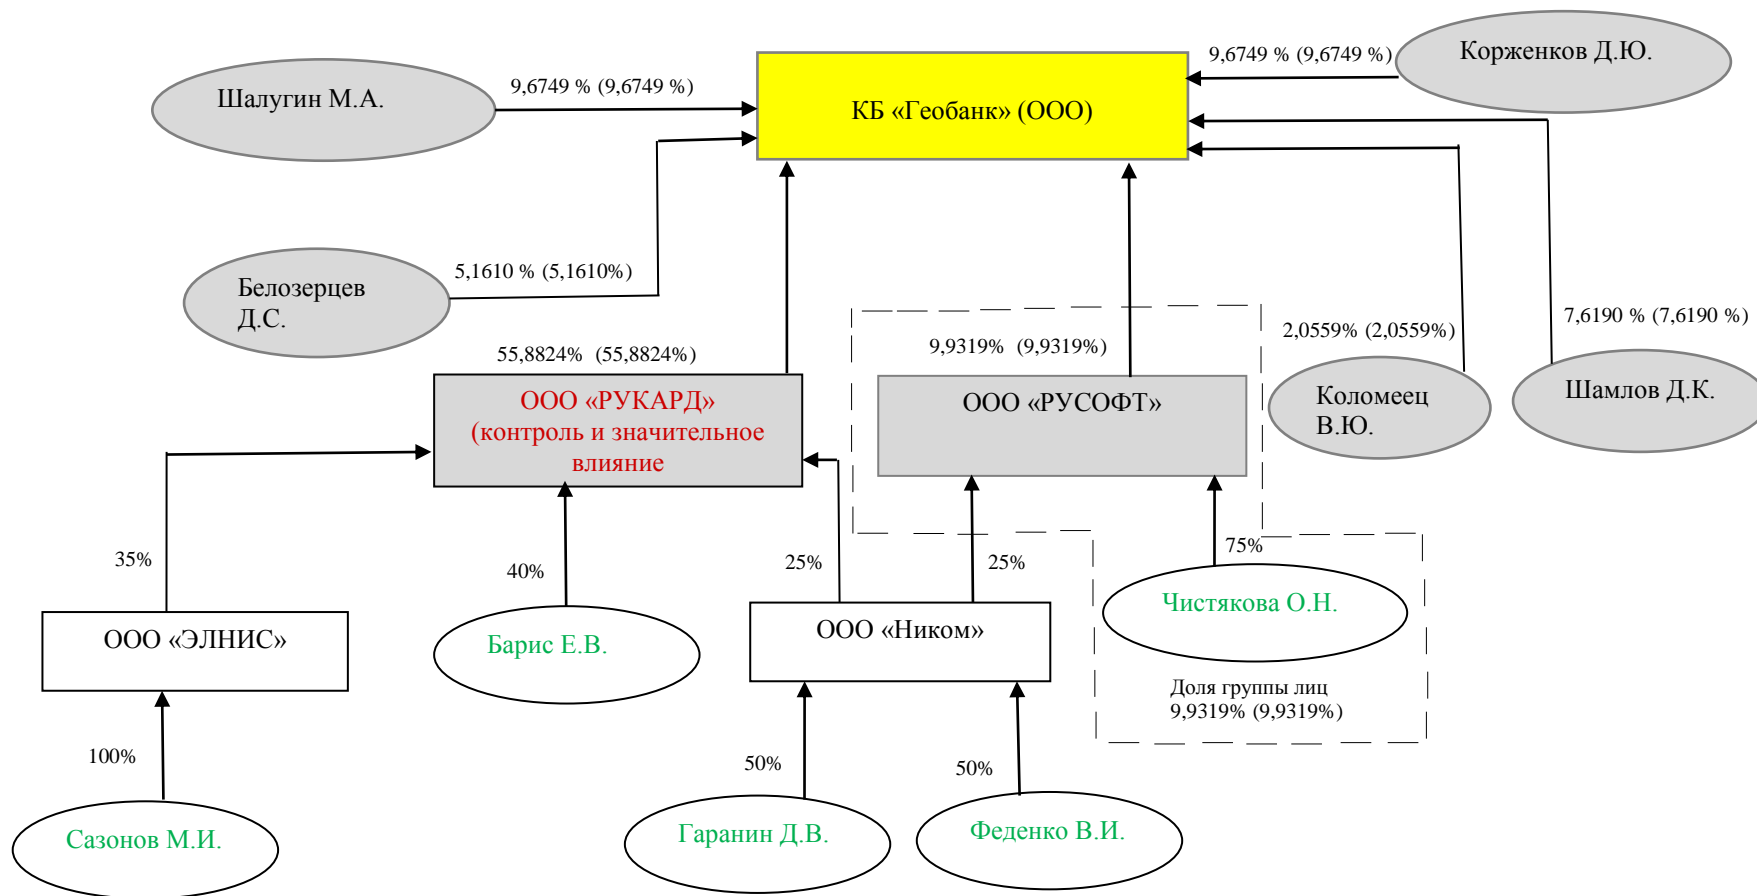 Корженков Д.Ю.
9,6749 % (9,6749 %)
9,6749 % (9,6749 %)
Шалугин М.А.
КБ «Геобанк» (ООО)
5,1610 % (5,1610%)
Белозерцев
Д.С.
7,6190 % (7,6190 %)
2,0559% (2,0559%)
55,8824% (55,8824%)
9,9319% (9,9319%)
ООО «РУКАРД»
(контроль и значительное
влияние
ООО «РУСОФТ»
Коломеец
В.Ю.
Шамлов Д.К.
35%
40%
25%
25%
75%
ООО «ЭЛНИС»
Барис Е.В.
ООО «Ником»
Чистякова О.Н.
Доля группы лиц
9,9319% (9,9319%)
100%
50%
50%
Сазонов М.И.
Гаранин Д.В.
Феденко В.И.